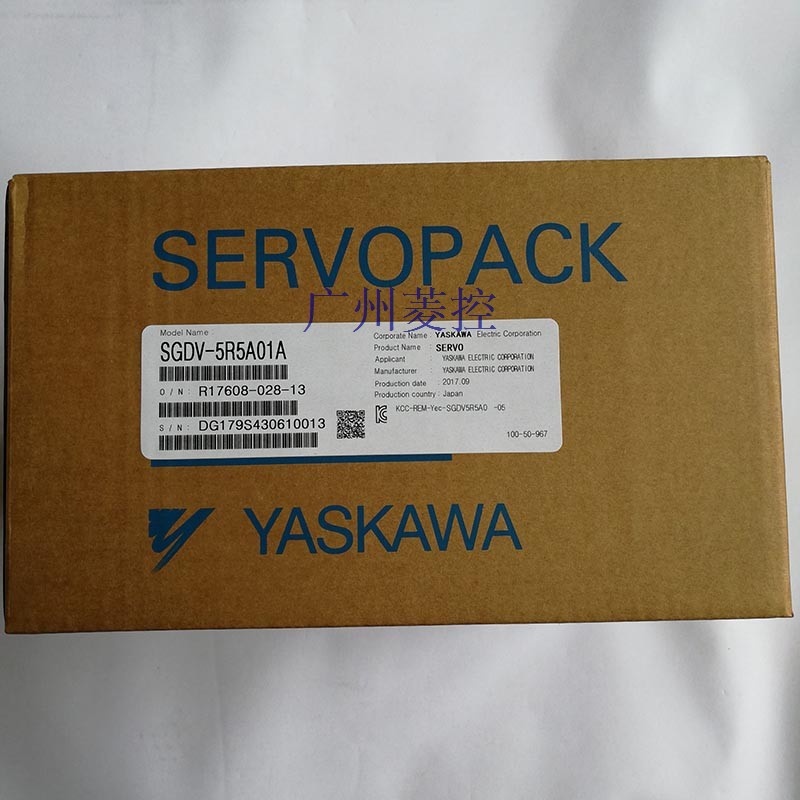 SERVOPACK
广州菱控
Model Name
SGDV-5R5A01A
O / N : R17608-028-13
S / N : DG179S430610013
Corporate Name : YASKAWA Electric Corporation
Product Name : SERVO
Applicant : YASKAWA ELECTRIC CORPORATION
Manufacturer : YASKAWA ELECTRIC CORPORATION
Production date : 2017.09
Production country : Japan
KCC-REM-Yec-SGDV5R5A0 -05
100-50-967
YASKAWA